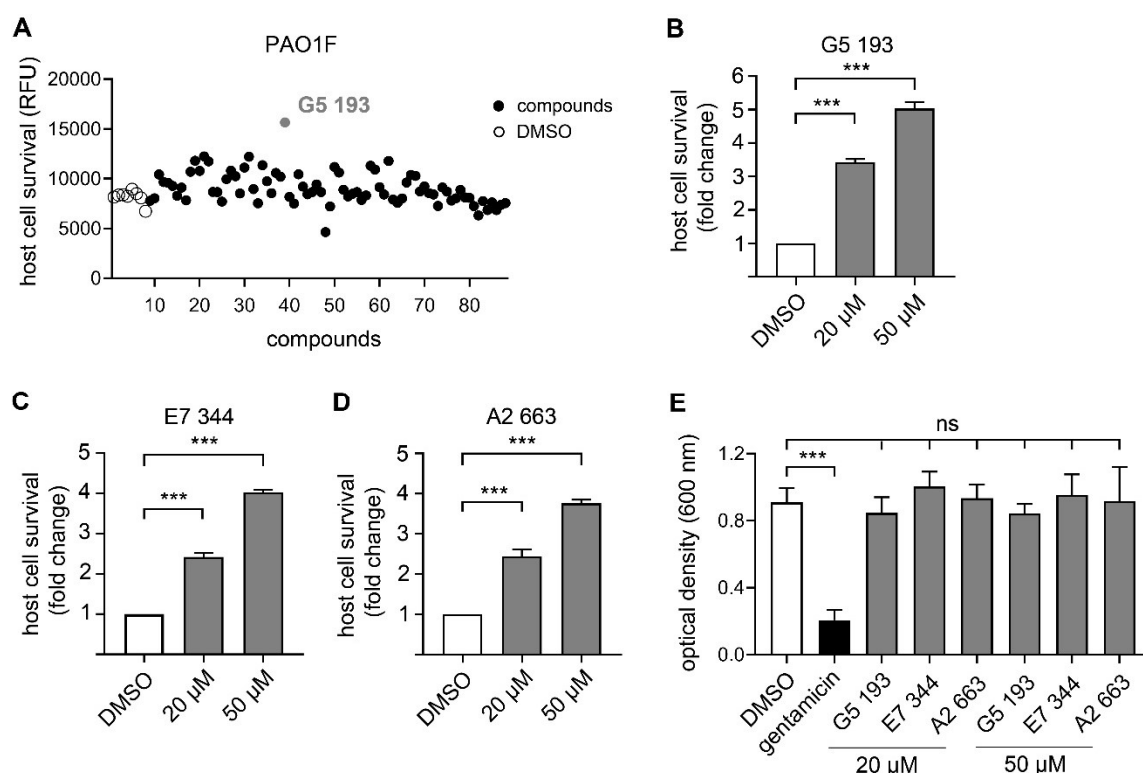 A
PAO1F
host cell survival (RFU)
20000
15000
10000
5000
0
G5 193
compounds
DMSO
10 20 30 40 50 60 70 80
compounds
B
G5 193
host cell survival
(fold change)
6
5
4
3
2
1
***
***
DMSO
20 µM
50 µM
C
E7 344
host cell survival
(fold change)
5
4
3
2
1
***
***
DMSO
20 µM
50 µM
D
A2 663
host cell survival
(fold change)
5
4
3
2
1
***
***
DMSO
20 µM
50 µM
E
optical density (600 nm)
1.2
0.8
0.4
0.0
ns
***
DMSO
gentamicin
G5 193
E7 344
A2 663
G5 193
E7 344
A2 663
20 µM
50 µM